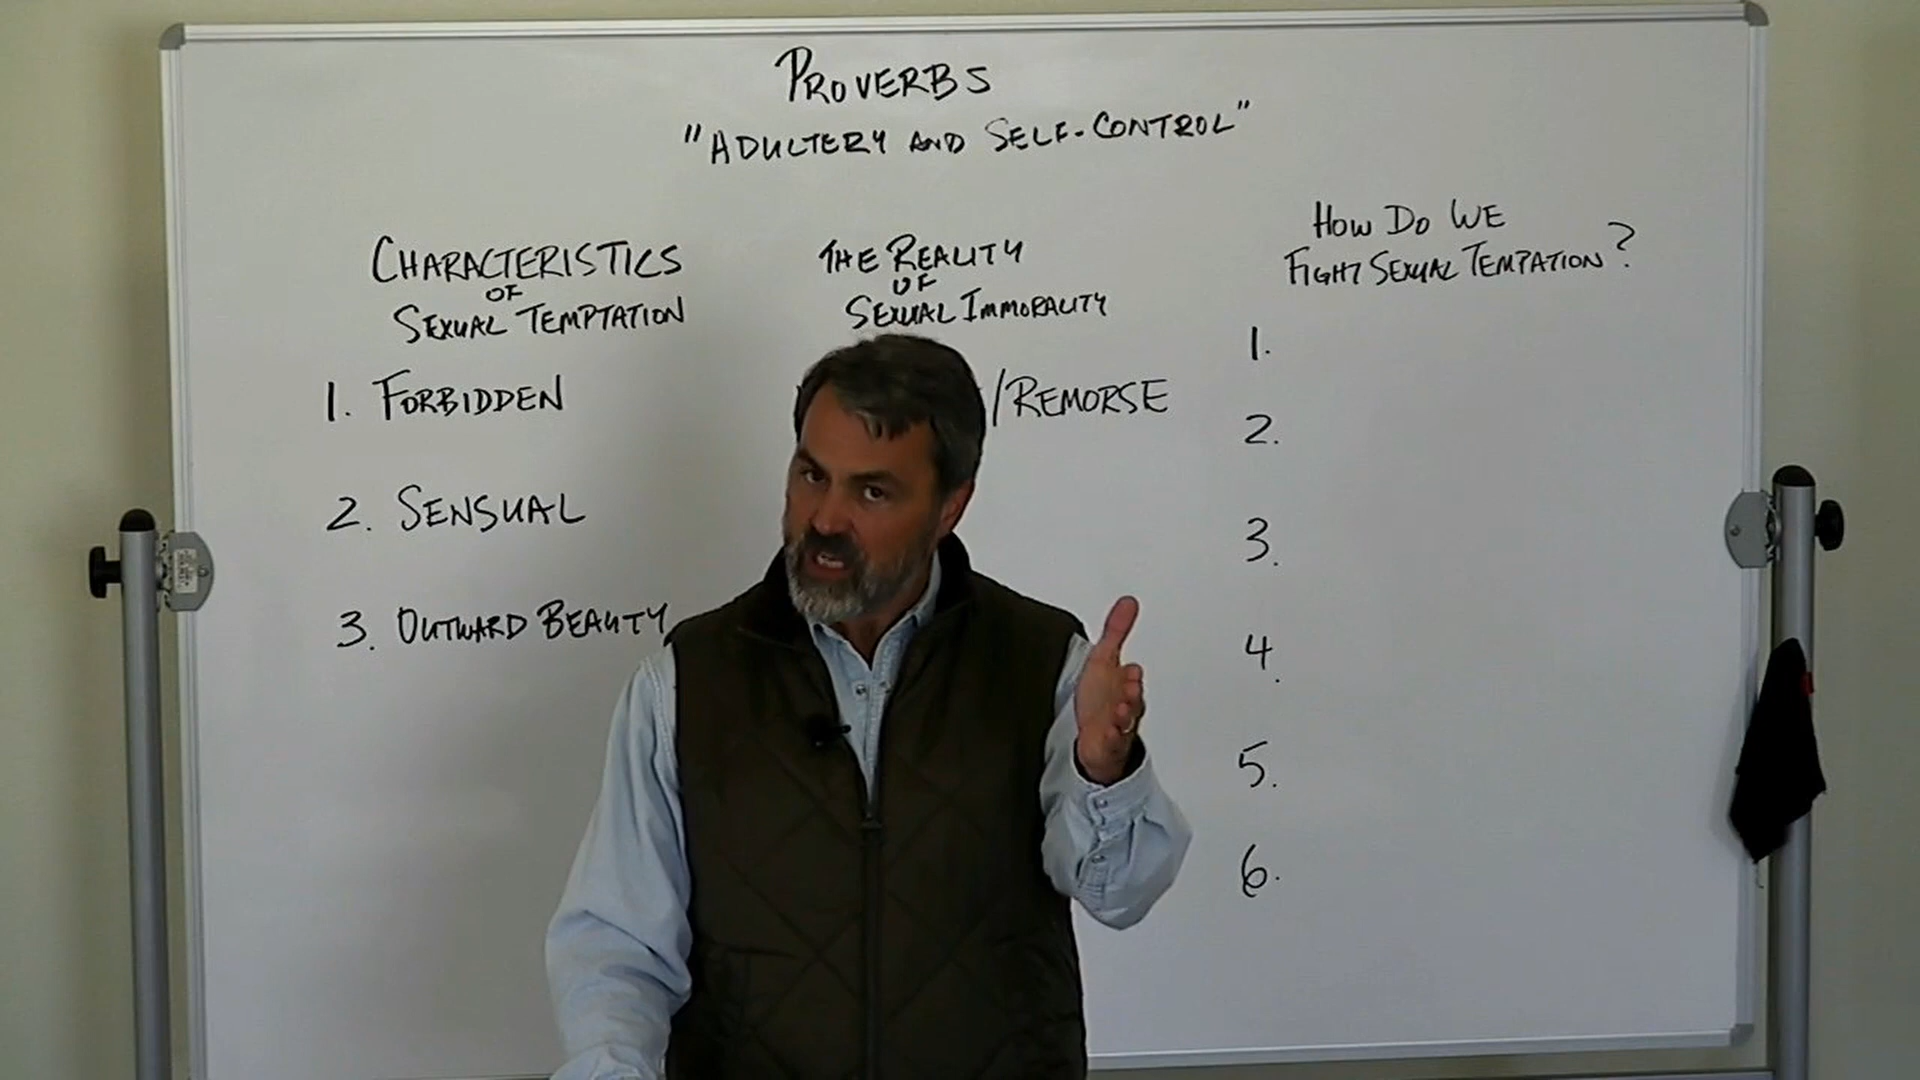 PROVERBS
"ADULTERY AND SELF-CONTROL"
CHARACTERISTICS
OF
SEXUAL TEMPTATION
1. FORBIDDEN
2. SENSUAL
3. OUTWARD BEAUTY
THE REALITY
OF
SEXUAL IMMORALITY
/REMORSE
HOW DO WE
FIGHT SEXUAL TEMPATION?
1.
2.
3.
4.
5.
6.